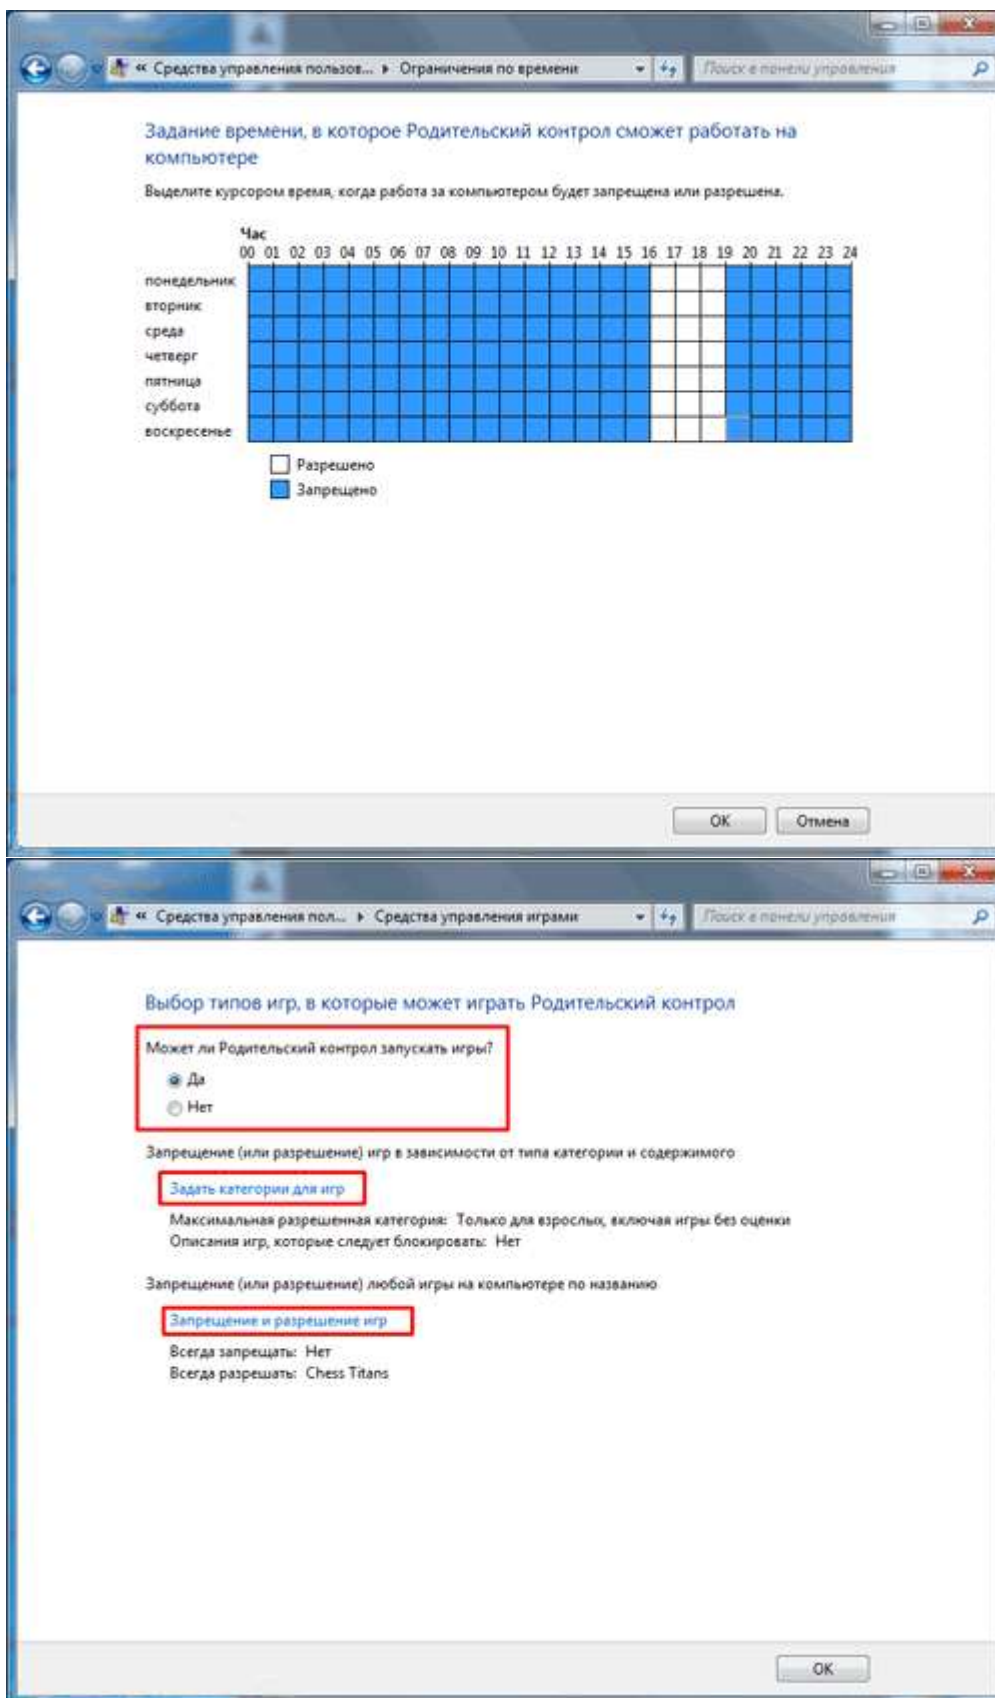 « Средства управления пользов... ▸ Ограничения по времени
Поиск в панели управления
Задание времени, в которое Родительский контрол сможет работать на
компьютере
Выделите курсором время, когда работа за компьютером будет запрещена или разрешена.
Час
00 01 02 03 04 05 06 07 08 09 10 11 12 13 14 15 16 17 18 19 20 21 22 23 24
понедельник
вторник
среда
четверг
пятница
суббота
воскресенье
Разрешено
Запрещено
ОК Отмена
« Средства управления пол... ▸ Средства управления играми
Поиск в панели управления
Выбор типов игр, в которые может играть Родительский контрол
Может ли Родительский контрол запускать игры?
Да
Нет
Запрещение (или разрешение) игр в зависимости от типа категории и содержимого
Задать категории для игр
Максимальная разрешенная категория: Только для взрослых, включая игры без оценки
Описания игр, которые следует блокировать: Нет
Запрещение (или разрешение) любой игры на компьютере по названию
Запрещение и разрешение игр
Всегда запрещать: Нет
Всегда разрешать: Chess Titans
ОК